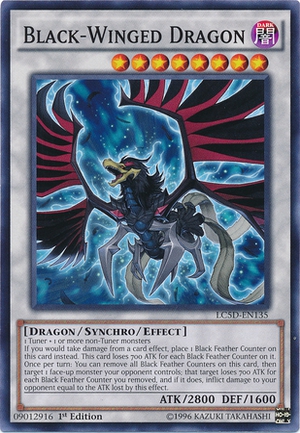 BLACK-WINGED DRAGON
DARK
闇
LC5D-EN135
[DRAGON/SYNCHRO/EFFECT]
1 Tuner + 1 or more non-Tuner monsters
If you would take damage from a card effect, place 1 Black Feather Counter on
this card instead. This card loses 700 ATK for each Black Feather Counter on it.
Once per turn: You can remove all Black Feather Counters on this card, then
target 1 face-up monster your opponent controls; that target loses 700 ATK for
each Black Feather Counter you removed, and if it does, inflict damage to your
opponent equal to the ATK lost by this effect.
ATK/2800 DEF/1600
09012916 1st Edition ©1996 KAZUKI TAKAHASHI